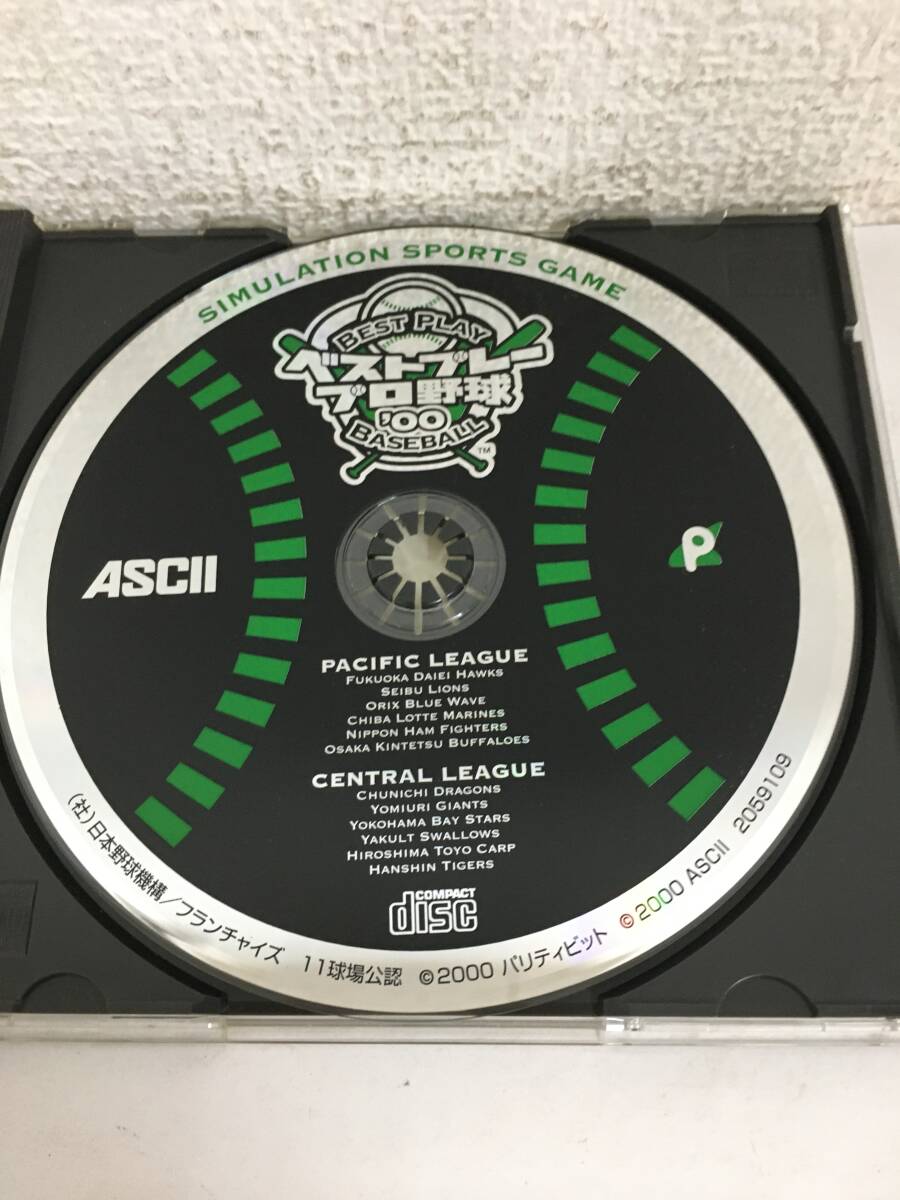 SIMULATION SPORTS GAME
BEST PLAY
ベストプレー
プロ野球
'00
BASEBALL
TM
ASCII
P
PACIFIC LEAGUE
FUKUOKA DAIEI HAWKS
SEIBU LIONS
ORIX BLUE WAVE
CHIBA LOTTE MARINES
NIPPON HAM FIGHTERS
OSAKA KINTETSU BUFFALOES
CENTRAL LEAGUE
CHUNICHI DRAGONS
YOMIURI GIANTS
YOKOHAMA BAY STARS
YAKULT SWALLOWS
HIROSHIMA TOYO CARP
HANSHIN TIGERS
COMPACT
disc
(社)日本野球機構/フランチャイズ 11球場公認 ©2000 パリティビット ©2000 ASCII 2059109